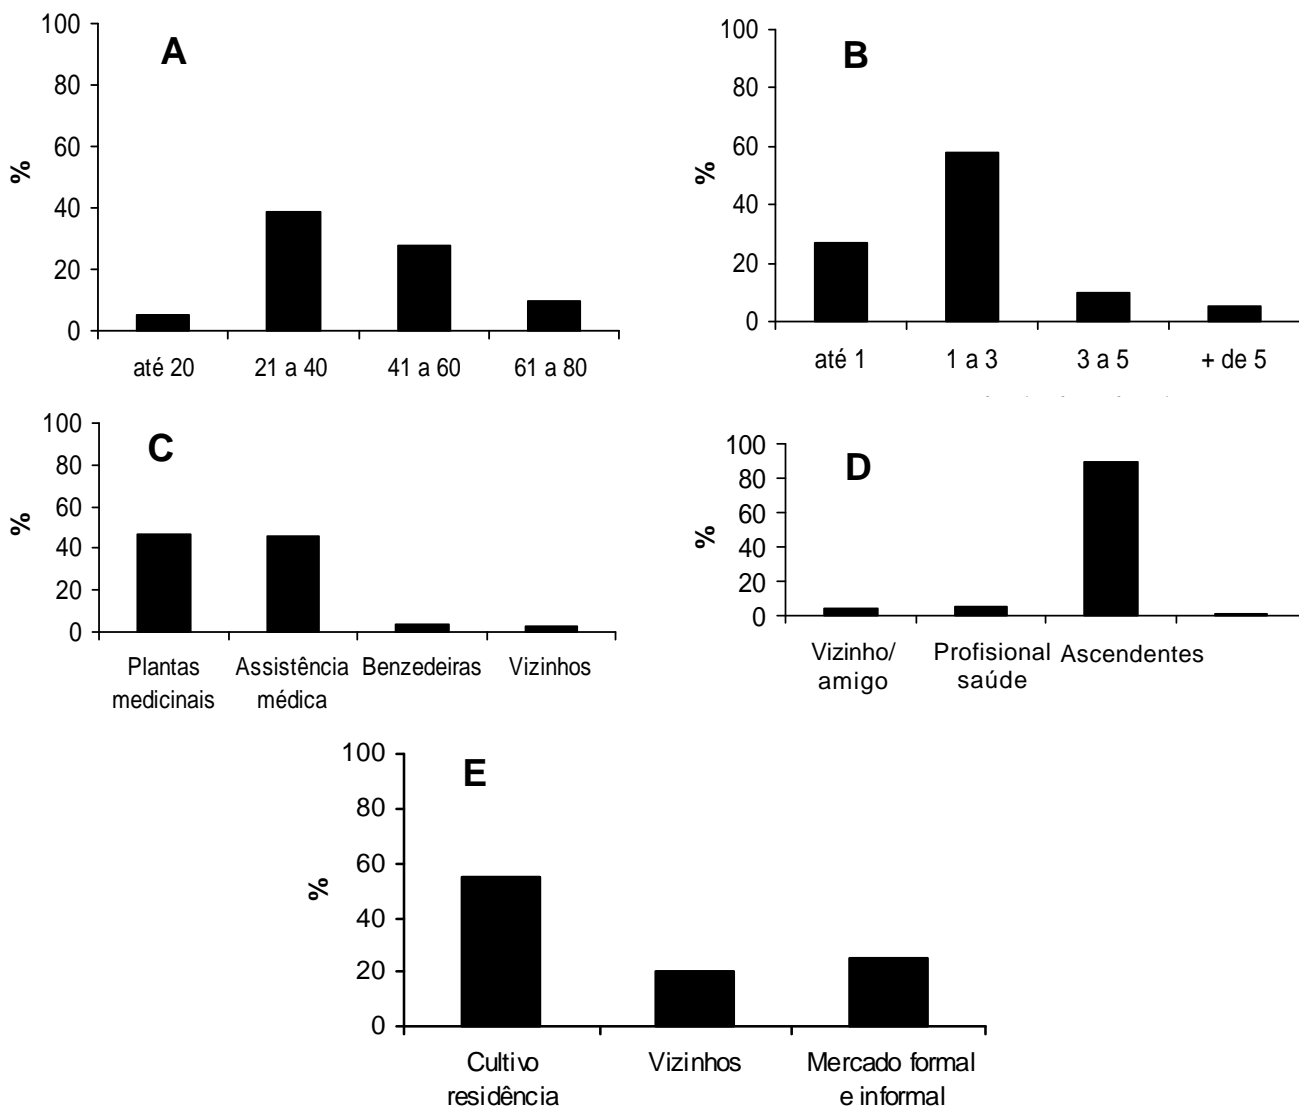 A
%
100
80
60
40
20
0
até 20
21 a 40
41 a 60
61 a 80
B
%
100
80
60
40
20
0
até 1
1 a 3
3 a 5
+ de 5
C
%
100
80
60
40
20
0
Plantas
medicinais
Assistência
médica
Benzedeiras
Vizinhos
D
%
100
80
60
40
20
0
Vizinho/
amigo
Profisional
saúde
Ascendentes
E
%
100
80
60
40
20
0
Cultivo
residência
Vizinhos
Mercado formal
e informal